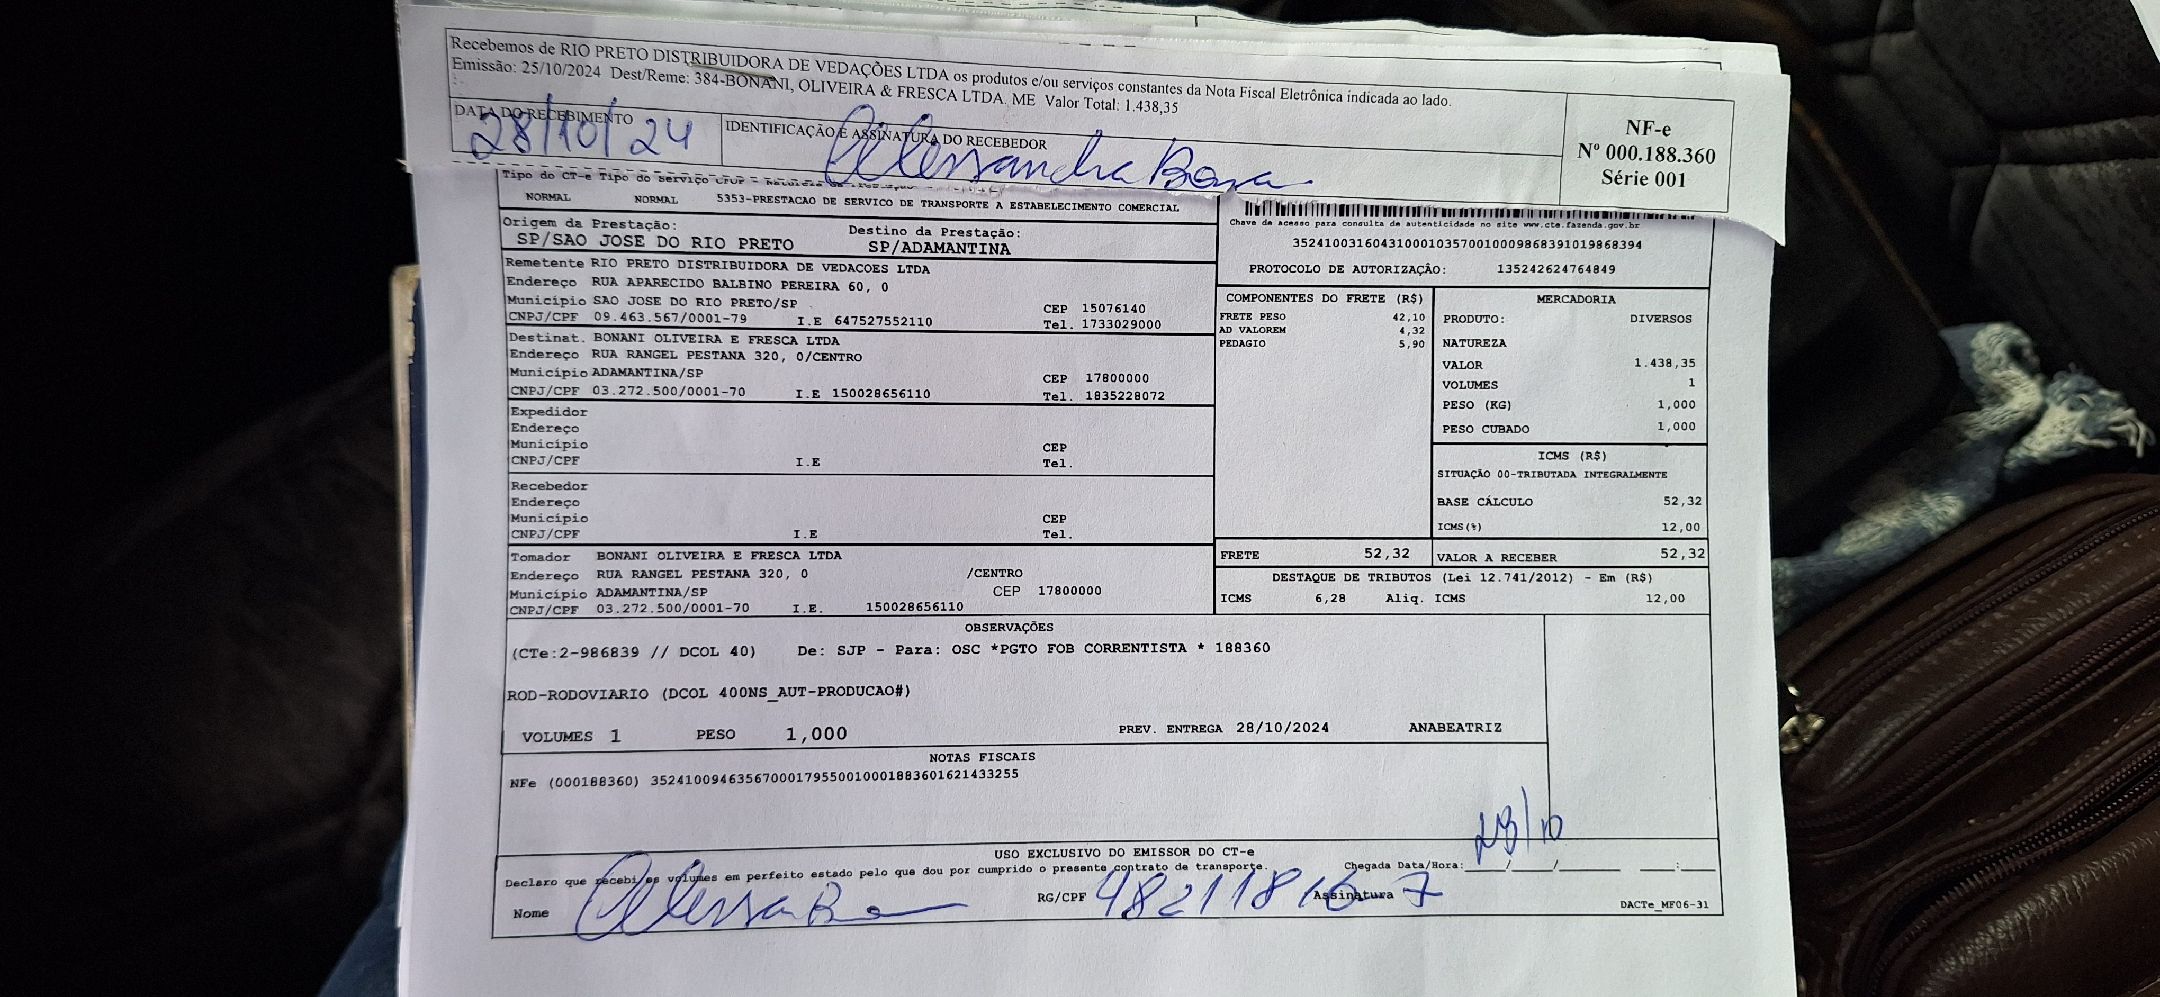 Recebemos de RIO PRETO DISTRIBUIDORA DE VEDAÇÕES LTDA os produtos e/ou serviços constantes da Nota Fiscal Eletrônica indicada ao lado.
Emissão: 25/10/2024 Dest/Reme: 384-BONANI, OLIVEIRA & FRESCA LTDA. ME Valor Total: 1.438,35
DATA DO RECEBIMENTO
28/10/24
IDENTIFICAÇÃO E ASSINATURA DO RECEBEDOR
Alessandra
NF-e
Nº 000.188.360
Série 001
Tipo do CT-e Tipo do Serviço CFOP - Natureza da
NORMAL NORMAL 5353-PRESTACAO DE SERVICO DE TRANSPORTE A ESTABELECIMENTO COMERCIAL
Origem da Prestação: Destino da Prestação:
SP/SAO JOSE DO RIO PRETO SP/ADAMANTINA
Chave de acesso para consulta de autenticidade no site www.cte.fazenda.gov.br
35241003160431000103570010009868391019868394
PROTOCOLO DE AUTORIZAÇÂO: 135242624764849
Remetente RIO PRETO DISTRIBUIDORA DE VEDACOES LTDA
Endereço RUA APARECIDO BALBINO PEREIRA 60, 0
Município SAO JOSE DO RIO PRETO/SP CEP 15076140
CNPJ/CPF 09.463.567/0001-79 I.E 647527552110 Tel. 1733029000
Destinat. BONANI OLIVEIRA E FRESCA LTDA
Endereço RUA RANGEL PESTANA 320, 0/CENTRO
Município ADAMANTINA/SP CEP 17800000
CNPJ/CPF 03.272.500/0001-70 I.E 150028656110 Tel. 1835228072
Expedidor
Endereço
Município CEP
CNPJ/CPF I.E Tel.
Recebedor
Endereço
Município CEP
CNPJ/CPF I.E Tel.
Tomador BONANI OLIVEIRA E FRESCA LTDA
Endereço RUA RANGEL PESTANA 320, 0 /CENTRO
Município ADAMANTINA/SP CEP 17800000
CNPJ/CPF 03.272.500/0001-70 I.E. 150028656110
COMPONENTES DO FRETE (R$)
FRETE PESO 42,10
AD VALOREM 4,32
PEDAGIO 5,90
MERCADORIA
PRODUTO: DIVERSOS
NATUREZA
VALOR 1.438,35
VOLUMES 1
PESO (KG) 1,000
PESO CUBADO 1,000
ICMS (R$)
SITUAÇÃO 00-TRIBUTADA INTEGRALMENTE
BASE CÁLCULO 52,32
ICMS(%) 12,00
FRETE 52,32 VALOR A RECEBER 52,32
DESTAQUE DE TRIBUTOS (Lei 12.741/2012) - Em (R$)
ICMS 6,28 Aliq. ICMS 12,00
OBSERVAÇÕES
(CTe:2-986839 // DCOL 40) De: SJP - Para: OSC *PGTO FOB CORRENTISTA * 188360
ROD-RODOVIARIO (DCOL 400NS_AUT-PRODUCAO#)
VOLUMES 1 PESO 1,000 PREV. ENTREGA 28/10/2024 ANABEATRIZ
NOTAS FISCAIS
NFe (000188360) 35241009463567000179550010001883601621433255
USO EXCLUSIVO DO EMISSOR DO CT-e
Declaro que recebi os volumes em perfeito estado pelo que dou por cumprido o presente contrato de transporte. Chegada Data/Hora: __/__/____ __:__
Nome RG/CPF 482118167 Assinatura
DACTe_MF06-31